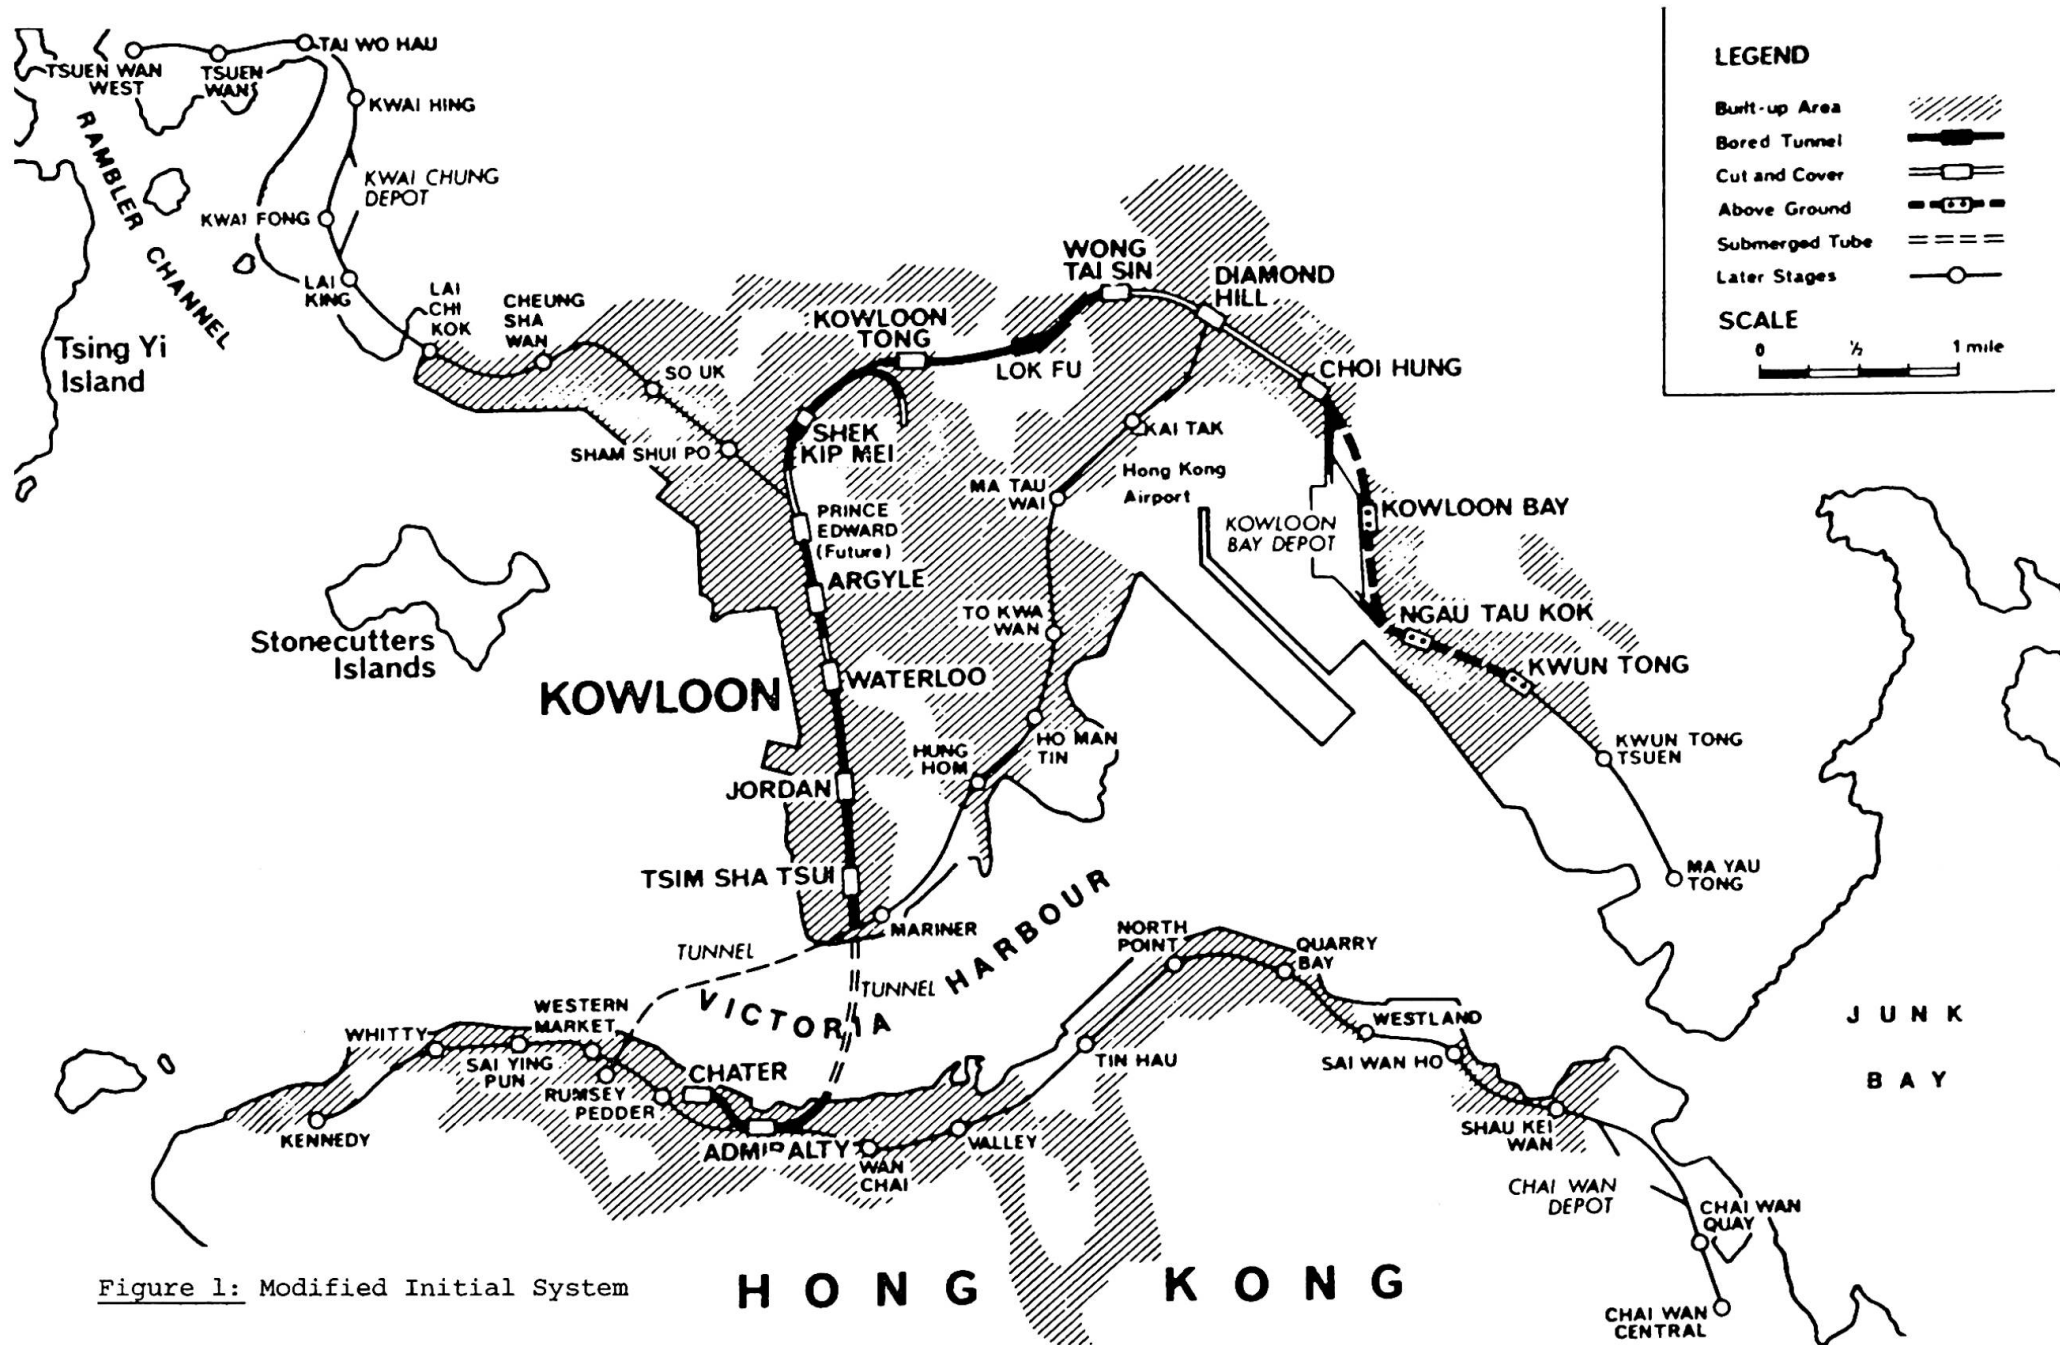 TAI WO HAU
TSUEN WAN
WEST
TSUEN
WAN
KWAI HING
RAMBLER CHANNEL
KWAI CHUNG
DEPOT
KWAI FONG
LAI
KING
LAI
CHI
KOK
CHEUNG
SHA
WAN
Tsing Yi
Island
SO UK
SHAM SHUI PO
KOWLOON
TONG
LOK FU
WONG
TAI SIN
DIAMOND
HILL
CHOI HUNG
SHEK
KIP MEI
KAI TAK
Hong Kong
Airport
MA TAU
WAI
PRINCE
EDWARD
(Future)
KOWLOON
BAY DEPOT
KOWLOON BAY
ARGYLE
TO KWA
WAN
NGAU TAU KOK
KWUN TONG
Stonecutters
Islands
KOWLOON
WATERLOO
HO MAN
TIN
HUNG
HOM
KWUN TONG
TSUEN
JORDAN
TSIM SHA TSUI
MA YAU
TONG
MARINER
TUNNEL
TUNNEL
VICTORIA HARBOUR
NORTH
POINT
QUARRY
BAY
WESTERN
MARKET
WHITTY
SAI YING
PUN
RUMSEY
PEDDER
CHATER
KENNEDY
ADMIRALTY
WAN
CHAI
VALLEY
TIN HAU
WESTLAND
SAI WAN HO
SHAU KEI
WAN
JUNK
BAY
CHAI WAN
DEPOT
CHAI WAN
QUAY
CHAI WAN
CENTRAL
HONG KONG
Figure 1: Modified Initial System
LEGEND
Built-up Area
Bored Tunnel
Cut and Cover
Above Ground
Submerged Tube
Later Stages
SCALE
0 ½ 1 mile